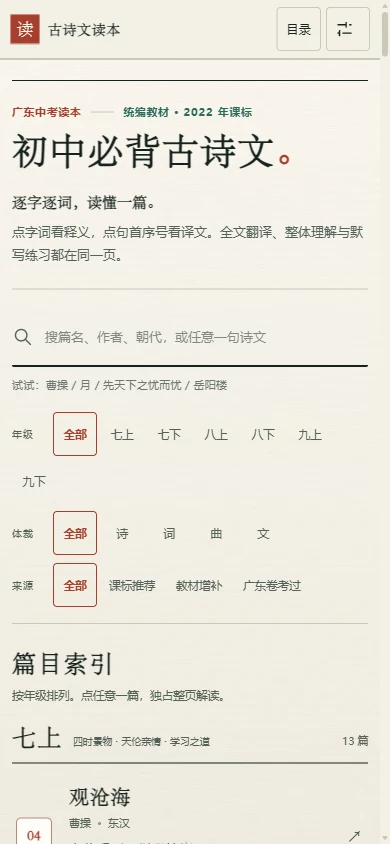 读 古诗文读本 目录
广东中考读本 统编教材 • 2022 年课标
初中必背古诗文。
逐字逐词，读懂一篇。
点字词看释义，点句首序号看译文。全文翻译、整体理解与默
写练习都在同一页。
搜篇名、作者、朝代，或任意一句诗文
试试：曹操 / 月 / 先天下之忧而忧 / 岳阳楼
年级 全部 七上 七下 八上 八下 九上
九下
体裁 全部 诗 词 曲 文
来源 全部 课标推荐 教材增补 广东卷考过
篇目索引
按年级排列。点任意一篇，独占整页解读。
七上 四时景物 · 天伦亲情 · 学习之道 13 篇
观沧海
04 曹操 • 东汉